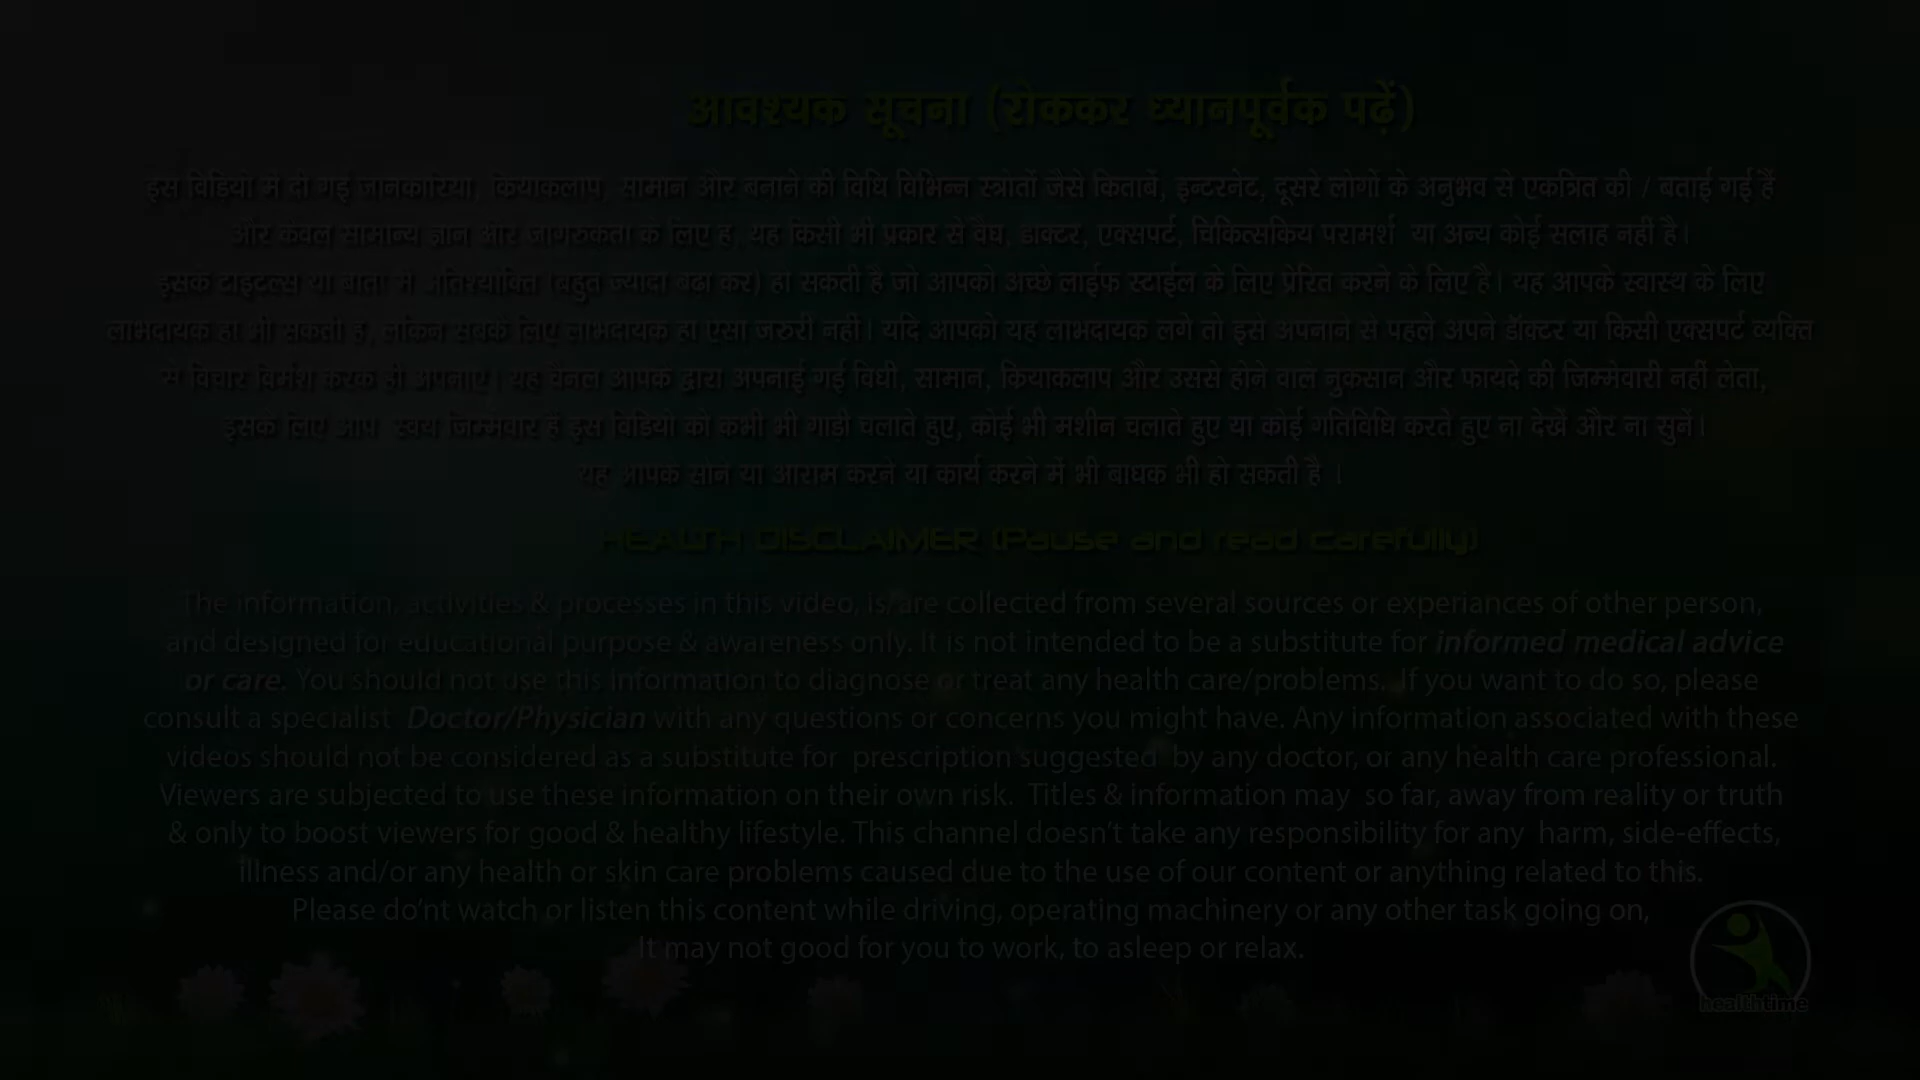 आवश्यक सूचना (रोककर ध्यानपूर्वक पढ़ें)
इस विडियो में दी गई जानकारियां, क्रियाकलाप, सामान और बनाने की विधि विभिन्न स्त्रोतों जैसे किताबें, इन्टरनेट, दूसरे लोगों के अनुभव से एकत्रित की / बताई गई हैं
और केवल सामान्य ज्ञान और जागरुकता के लिए है, यह किसी भी प्रकार से वैघ, डाक्टर, एक्सपर्ट, चिकित्सकिय परामर्श या अन्य कोई सलाह नहीं है।
इसके टाइटल्स या बातों में अतिश्योक्ति (बहुत ज्यादा बढ़ा कर) हो सकती है जो आपको अच्छे लाईफ स्टाईल के लिए प्रेरित करने के लिए है। यह आपके स्वास्थ के लिए
लाभदायक हो भी सकती है, लेकिन सबके लिए लाभदायक हो ऐसा जरुरी नहीं। यदि आपको यह लाभदायक लगे तो इसे अपनाने से पहले अपने डॉक्टर या किसी एक्सपर्ट व्यक्ति
से विचार विमंश करके ही अपनाए। यह चैनल आपके द्वारा अपनाई गई विधी, सामान, क्रियाकलाप और उससे होने वाले नुकसान और फायदे की जिम्मेवारी नहीं लेता,
इसके लिए आप स्वंय जिम्मेवार हैं इस विडियो को कभी भी गाडी चलाते हुए, कोई भी मशीन चलाते हुए या कोई गतिविधि करते हुए ना देखें और ना सुनें।
यह आपके सोने या आराम करने या कार्य करने में भी बाधक भी हो सकती है ।
HEALTH DISCLAIMER (Pause and read carefully)
The information, activities & processes in this video, is/are collected from several sources or experiances of other person,
and designed for educational purpose & awareness only. It is not intended to be a substitute for informed medical advice
or care. You should not use this information to diagnose or treat any health care/problems. If you want to do so, please
consult a specialist Doctor/Physician with any questions or concerns you might have. Any information associated with these
videos should not be considered as a substitute for prescription suggested by any doctor, or any health care professional.
Viewers are subjected to use these information on their own risk. Titles & information may so far, away from reality or truth
& only to boost viewers for good & healthy lifestyle. This channel doesn't take any responsibility for any harm, side-effects,
illness and/or any health or skin care problems caused due to the use of our content or anything related to this.
Please do'nt watch or listen this content while driving, operating machinery or any other task going on,
It may not good for you to work, to asleep or relax.
healthtime